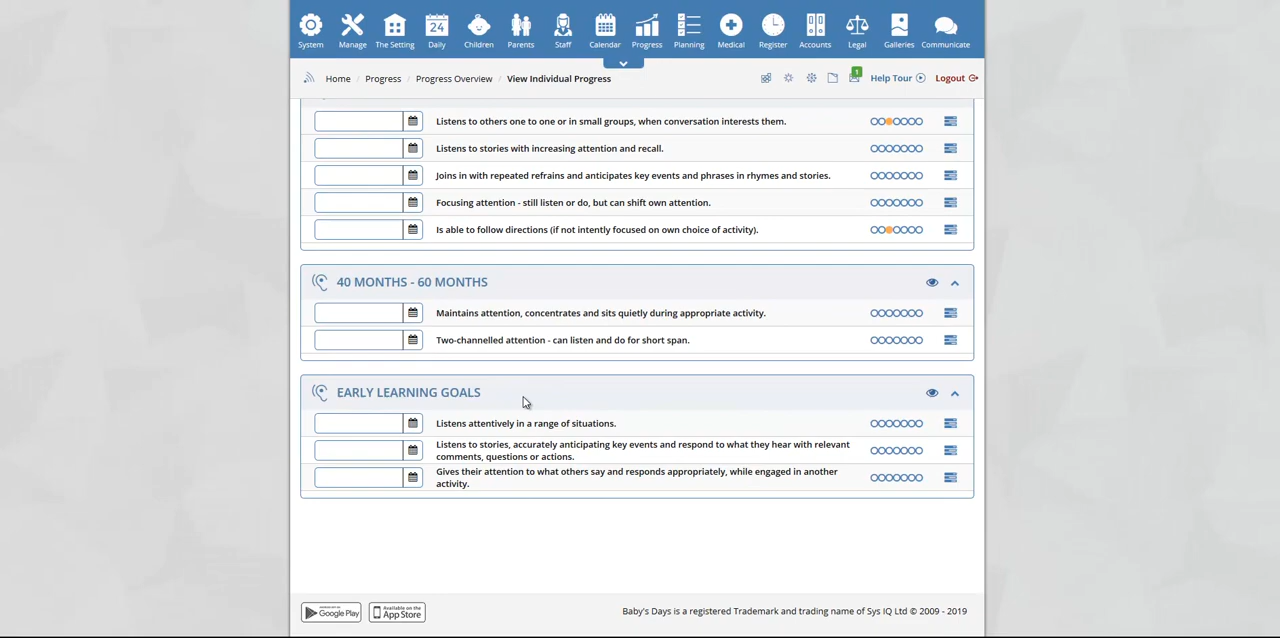 System
Manage
The Setting
24
Daily
Children
Parents
Staff
Calendar
Progress
Planning
Medical
Register
Accounts
Legal
Galleries
Communicate
Home / Progress / Progress Overview / View Individual Progress
1
Help Tour
Logout
Listens to others one to one or in small groups, when conversation interests them.
Listens to stories with increasing attention and recall.
Joins in with repeated refrains and anticipates key events and phrases in rhymes and stories.
Focusing attention - still listen or do, but can shift own attention.
Is able to follow directions (if not intently focused on own choice of activity).
40 MONTHS - 60 MONTHS
Maintains attention, concentrates and sits quietly during appropriate activity.
Two-channelled attention - can listen and do for short span.
EARLY LEARNING GOALS
Listens attentively in a range of situations.
Listens to stories, accurately anticipating key events and respond to what they hear with relevant
comments, questions or actions.
Gives their attention to what others say and responds appropriately, while engaged in another
activity.
Google Play
Available on the
App Store
Baby's Days is a registered Trademark and trading name of Sys IQ Ltd © 2009 - 2019